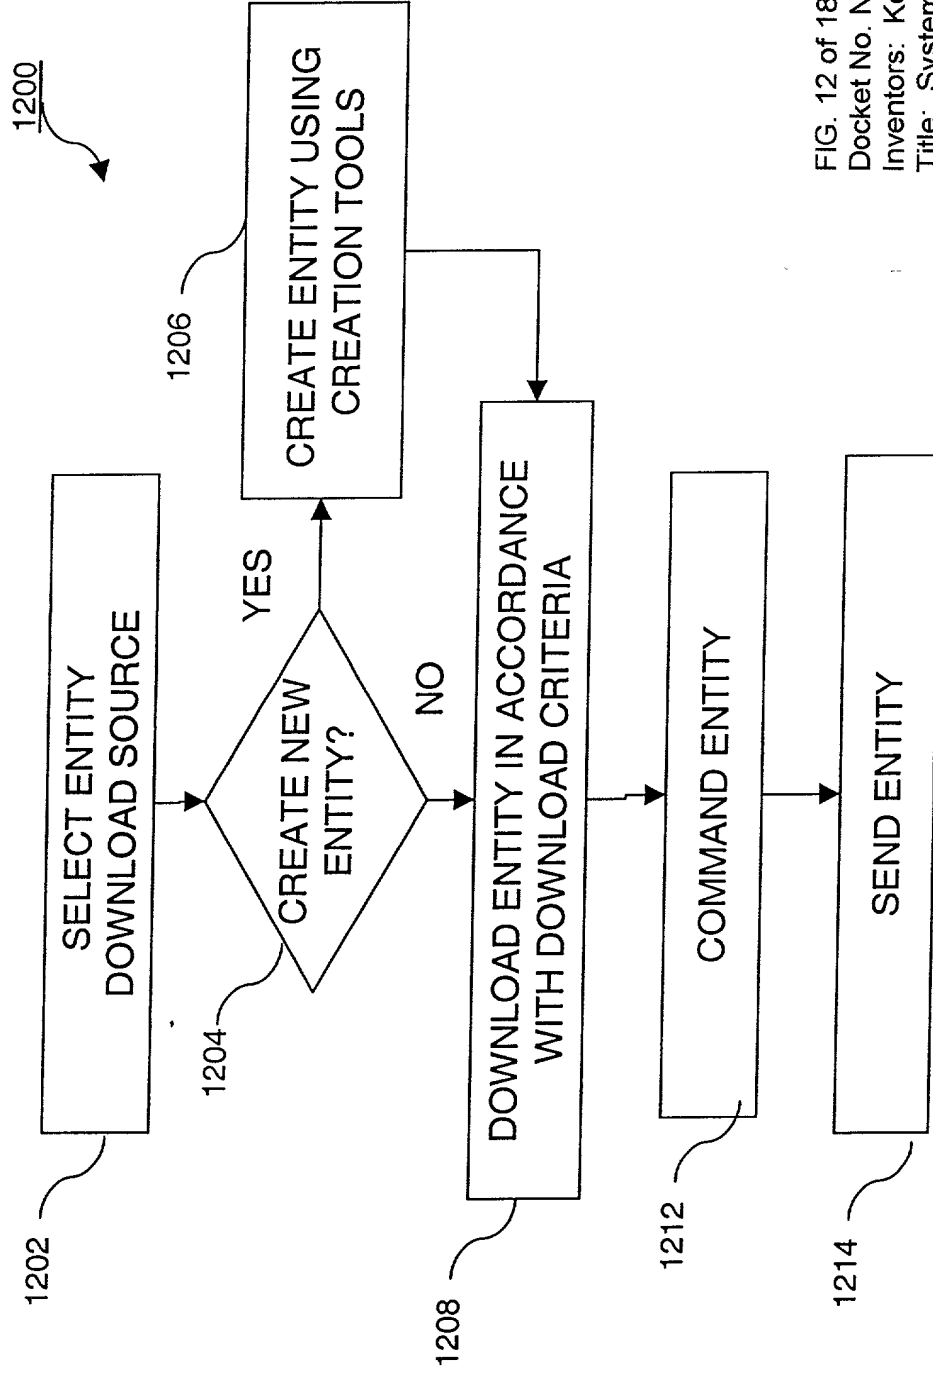 1200
1202
SELECT ENTITY
DOWNLOAD SOURCE
1204
CREATE NEW
ENTITY?
YES
1206
CREATE ENTITY USING
CREATION TOOLS
NO
1208
DOWNLOAD ENTITY IN ACCORDANCE
WITH DOWNLOAD CRITERIA
1212
COMMAND ENTITY
1214
SEND ENTITY
FIG. 12 of 18
Docket No. N
Inventors: Ke
Title: System